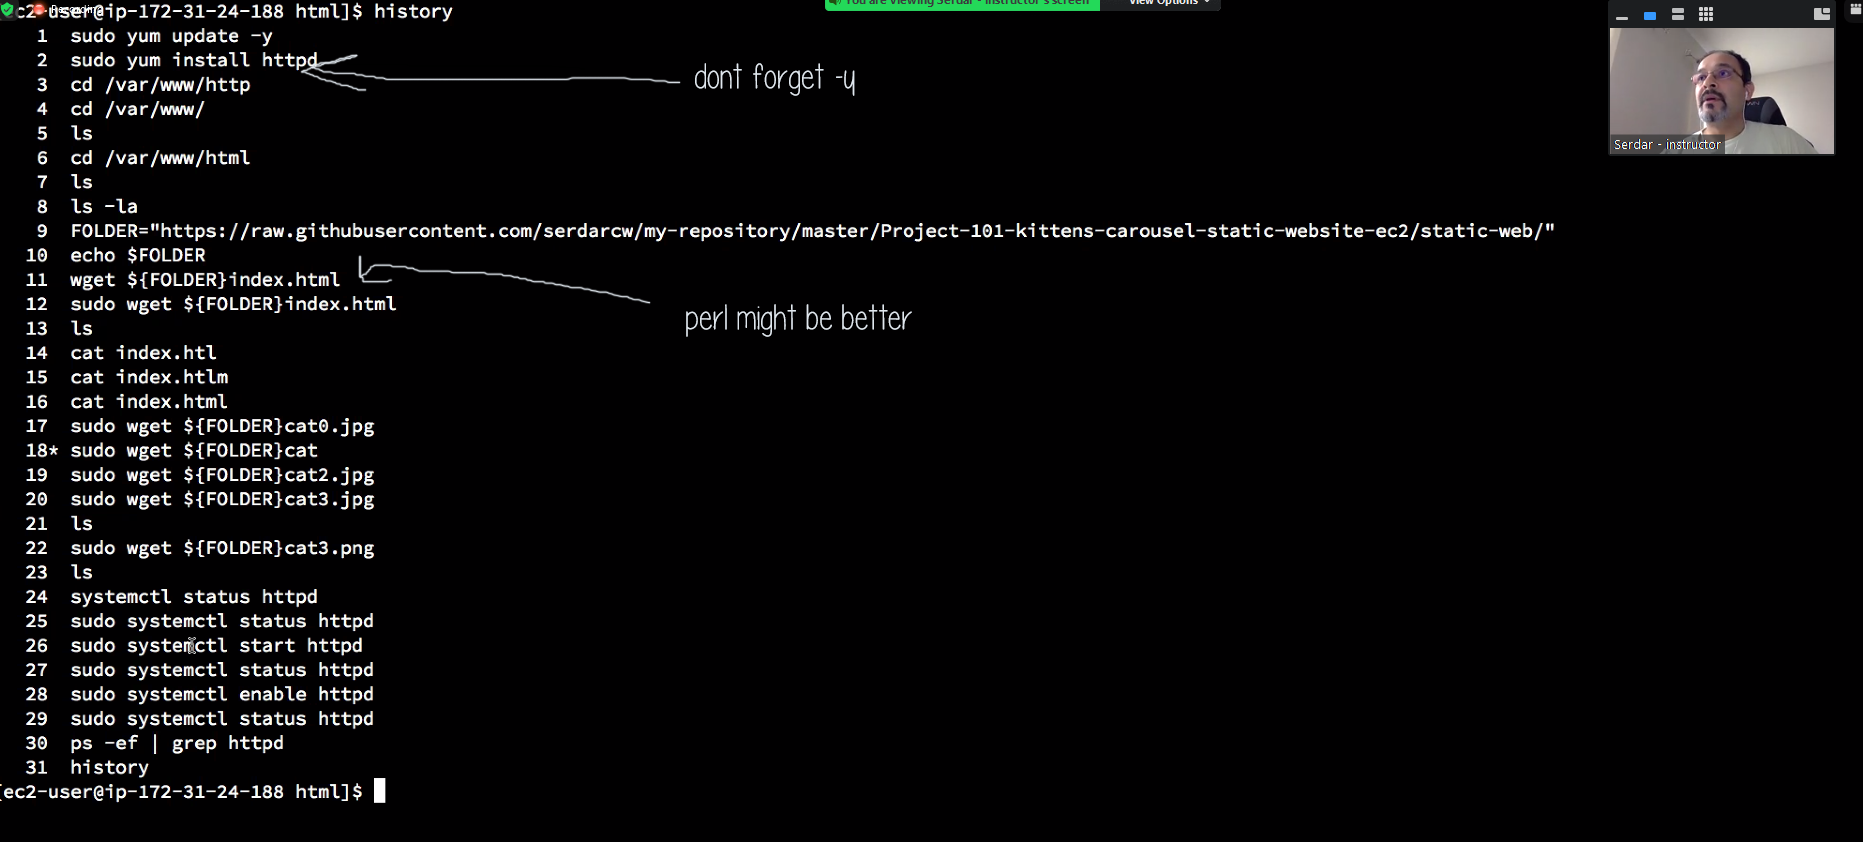 ec2-user@ip-172-31-24-188 html]$ history
You are viewing Serdar - instructor's screen
View Options
1 sudo yum update -y
2 sudo yum install httpd
dont forget -y
3 cd /var/www/http
4 cd /var/www/
5 ls
6 cd /var/www/html
7 ls
8 ls -la
9 FOLDER="https://raw.githubusercontent.com/serdarcw/my-repository/master/Project-101-kittens-carousel-static-website-ec2/static-web/"
10 echo $FOLDER
11 wget ${FOLDER}index.html
12 sudo wget ${FOLDER}index.html
perl might be better
13 ls
14 cat index.htl
15 cat index.htlm
16 cat index.html
17 sudo wget ${FOLDER}cat0.jpg
18* sudo wget ${FOLDER}cat
19 sudo wget ${FOLDER}cat2.jpg
20 sudo wget ${FOLDER}cat3.jpg
21 ls
22 sudo wget ${FOLDER}cat3.png
23 ls
24 systemctl status httpd
25 sudo systemctl status httpd
26 sudo systemctl start httpd
27 sudo systemctl status httpd
28 sudo systemctl enable httpd
29 sudo systemctl status httpd
30 ps -ef | grep httpd
31 history
[ec2-user@ip-172-31-24-188 html]$
Serdar - instructor